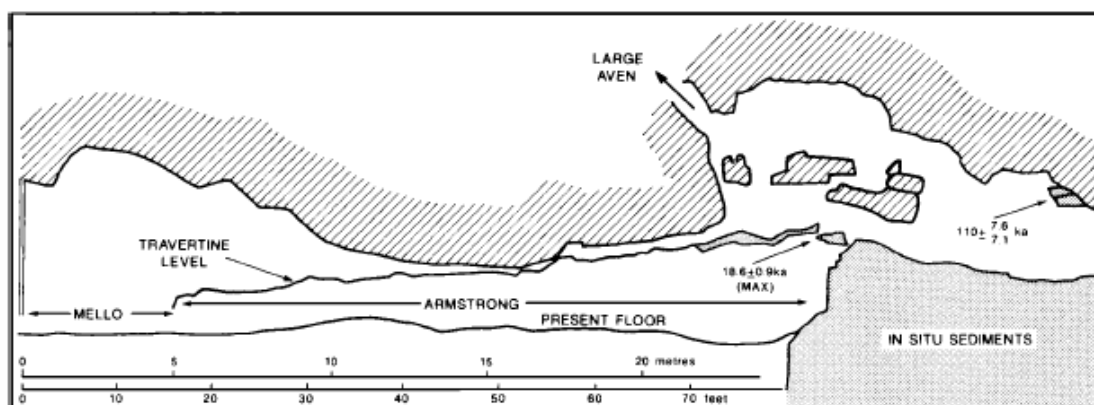 LARGE
AVEN
110± 7.6
7.1 ka
TRAVERTINE
LEVEL
18.6±0.9ka
(MAX)
MELLO
ARMSTRONG
PRESENT FLOOR
IN SITU SEDIMENTS
0 5 10 15 20 metres
0 10 20 30 40 50 60 70 feet